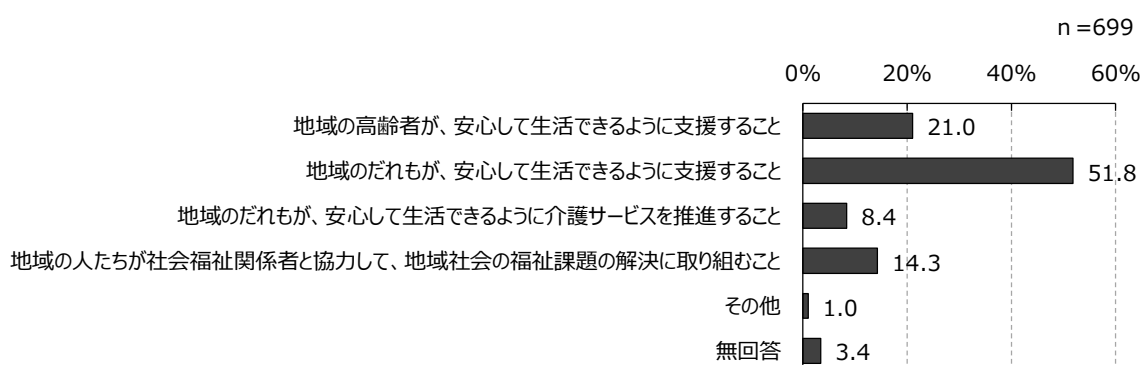 n=699
0% 20% 40% 60%
地域の高齢者が、安心して生活できるように支援すること 21.0
地域のだれもが、安心して生活できるように支援すること 51.8
地域のだれもが、安心して生活できるように介護サービスを推進すること 8.4
地域の人たちが社会福祉関係者と協力して、地域社会の福祉課題の解決に取り組むこと 14.3
その他 1.0
無回答 3.4